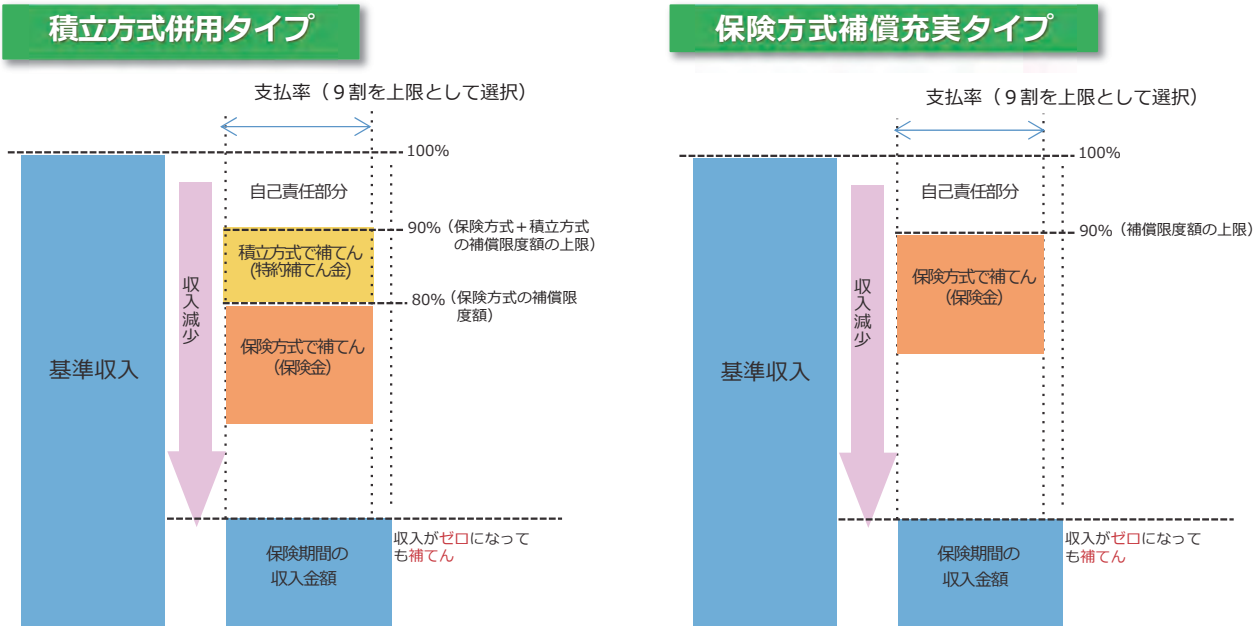 積立方式併用タイプ
支払率（９割を上限として選択）
100%
自己責任部分
90%（保険方式＋積立方式
の補償限度額の上限）
積立方式で補てん
(特約補てん金)
80%（保険方式の補償限
度額）
収入減少
保険方式で補てん
（保険金）
基準収入
保険期間の
収入金額
収入がゼロになって
も補てん
保険方式補償充実タイプ
支払率（９割を上限として選択）
100%
自己責任部分
90%（補償限度額の上限）
保険方式で補てん
（保険金）
収入減少
基準収入
保険期間の
収入金額
収入がゼロになって
も補てん